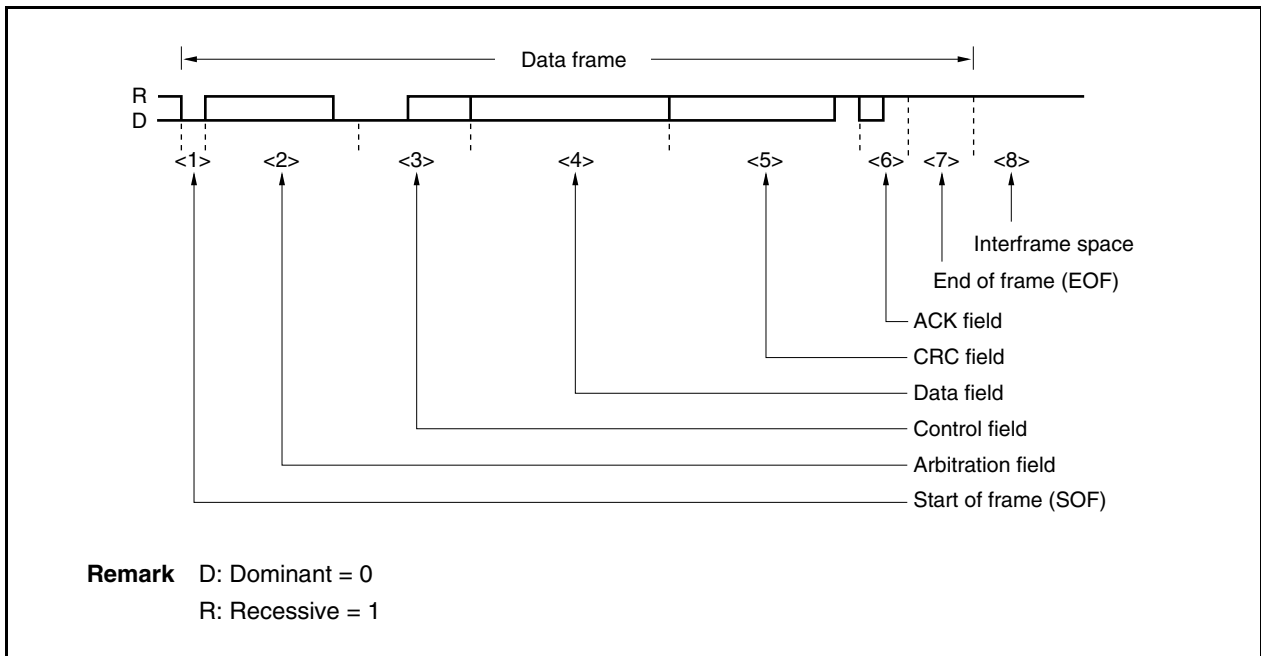 Data frame
R
D
<1> <2> <3> <4> <5> <6> <7> <8>
Interframe space
End of frame (EOF)
ACK field
CRC field
Data field
Control field
Arbitration field
Start of frame (SOF)
Remark D: Dominant = 0
R: Recessive = 1